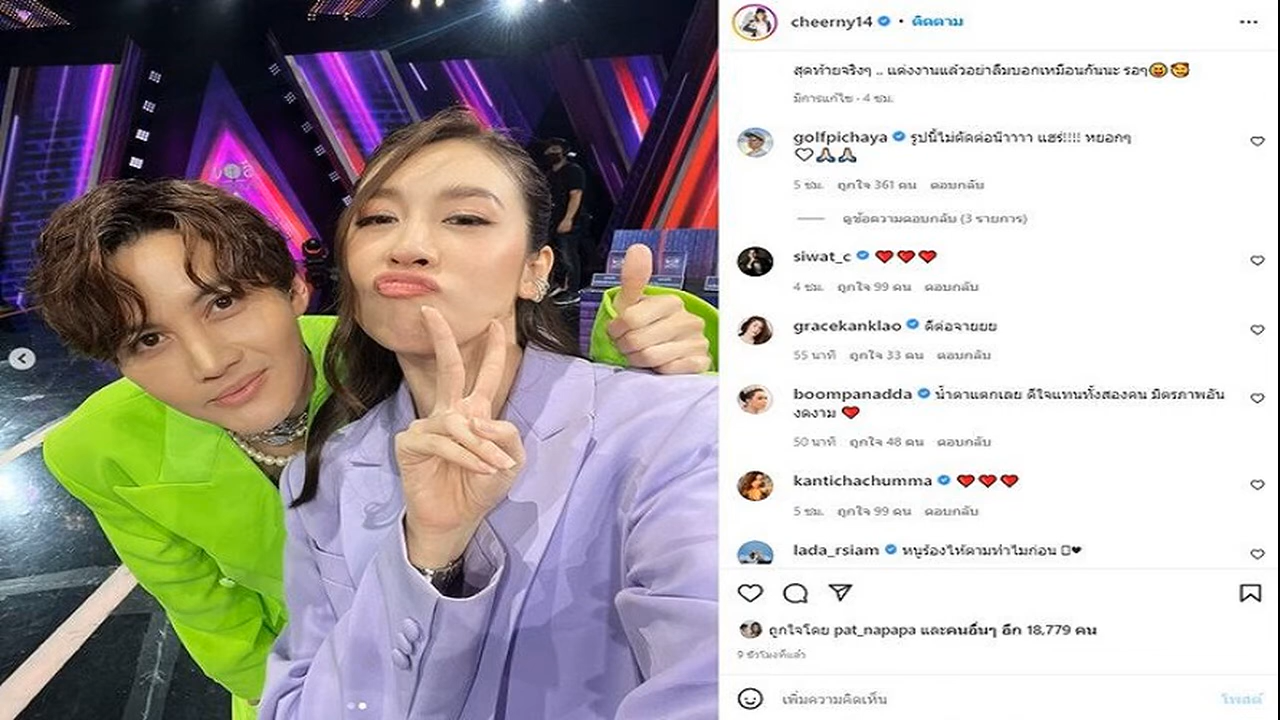 cheerny14 • ติดตาม
สุดท้ายจริงๆ .. แต่งงานแล้วอย่าลืมบอกเหมือนกันนะ รอๆ😛🥰
มีการแก้ไข · 4 ชม.
golfpichaya รูปนี้ไม่ตัดต่อน๊าาาา แฮร่!!!! หยอกๆ
♡🙏🏻🙏🏻
5 ชม. ถูกใจ 361 คน ตอบกลับ
ดูข้อความตอบกลับ (3 รายการ)
siwat_c ❤️❤️❤️
4 ชม. ถูกใจ 99 คน ตอบกลับ
gracekanklao ดีต่อจายยย
55 นาที ถูกใจ 33 คน ตอบกลับ
boompanadda น้ำตาแตกเลย ดีใจแทนทั้งสองคน มิตรภาพอัน
งดงาม ❤️
50 นาที ถูกใจ 48 คน ตอบกลับ
kantichachumma ❤️❤️❤️
5 ชม. ถูกใจ 99 คน ตอบกลับ
lada_rsiam หนูร้องไห้ตามทำไมก่อน ❤
ถูกใจโดย pat_napapa และคนอื่นๆ อีก 18,779 คน
9 ชั่วโมงที่แล้ว
เพิ่มความคิดเห็น โพสต์